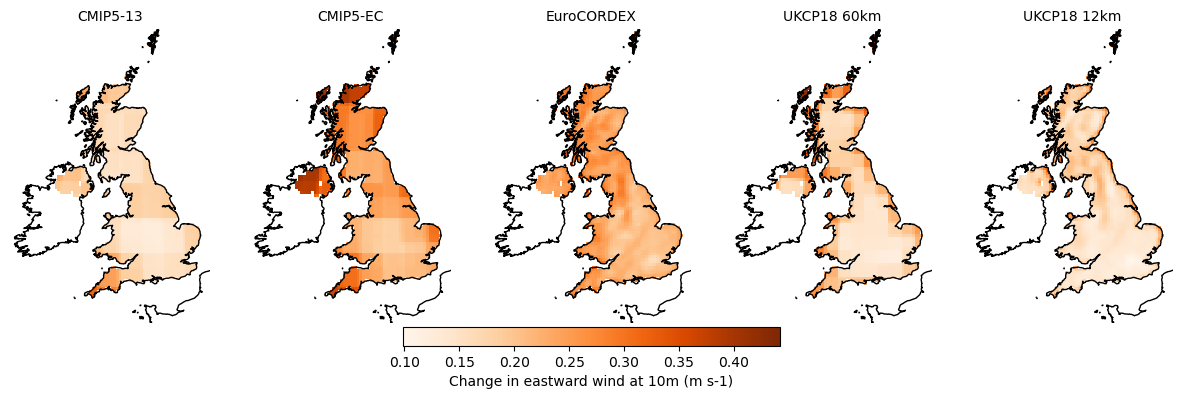 CMIP5-13 CMIP5-EC EuroCORDEX UKCP18 60km UKCP18 12km
0.10 0.15 0.20 0.25 0.30 0.35 0.40
Change in eastward wind at 10m (m s-1)